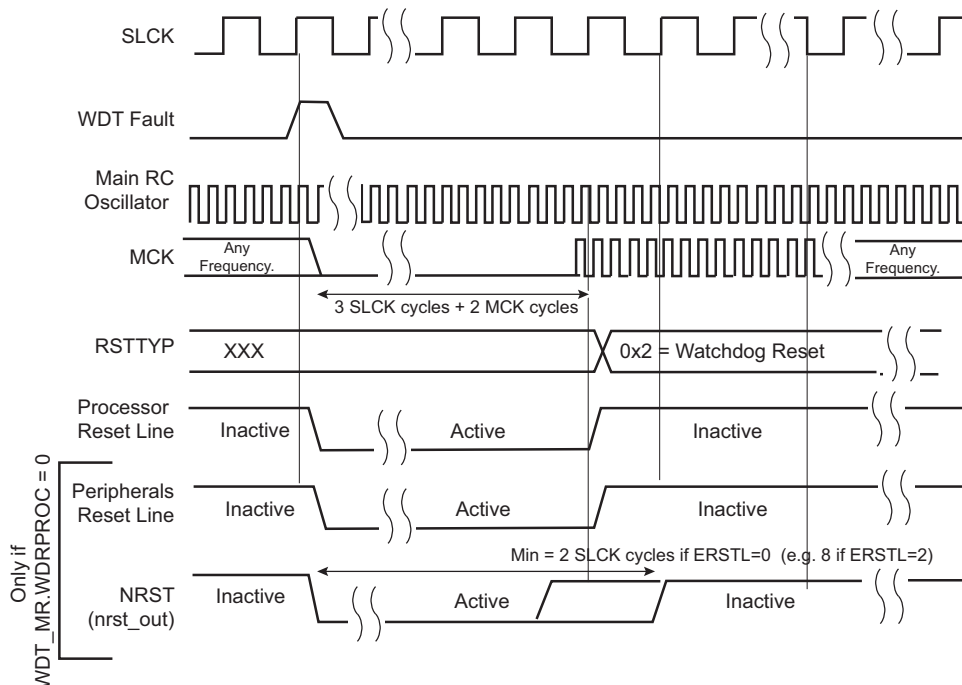 SLCK
WDT Fault
Main RC
Oscillator
MCK
Any
Frequency.
Any
Frequency.
3 SLCK cycles + 2 MCK cycles
RSTTYP
XXX
0x2 = Watchdog Reset
Processor
Reset Line
Inactive
Active
Inactive
Only if
WDT_MR.WDRPROC = 0
Peripherals
Reset Line
Inactive
Active
Inactive
Min = 2 SLCK cycles if ERSTL=0 (e.g. 8 if ERSTL=2)
NRST
(nrst_out)
Inactive
Active
Inactive